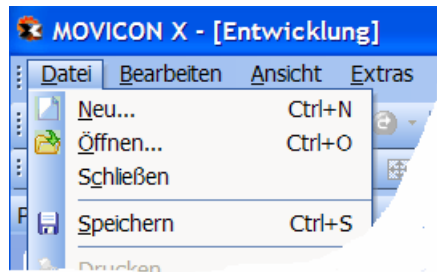 MOVICON X - [Entwicklung]
Datei Bearbeiten Ansicht Extras
Neu... Ctrl+N
Öffnen... Ctrl+O
Schließen
Speichern Ctrl+S
Drucken